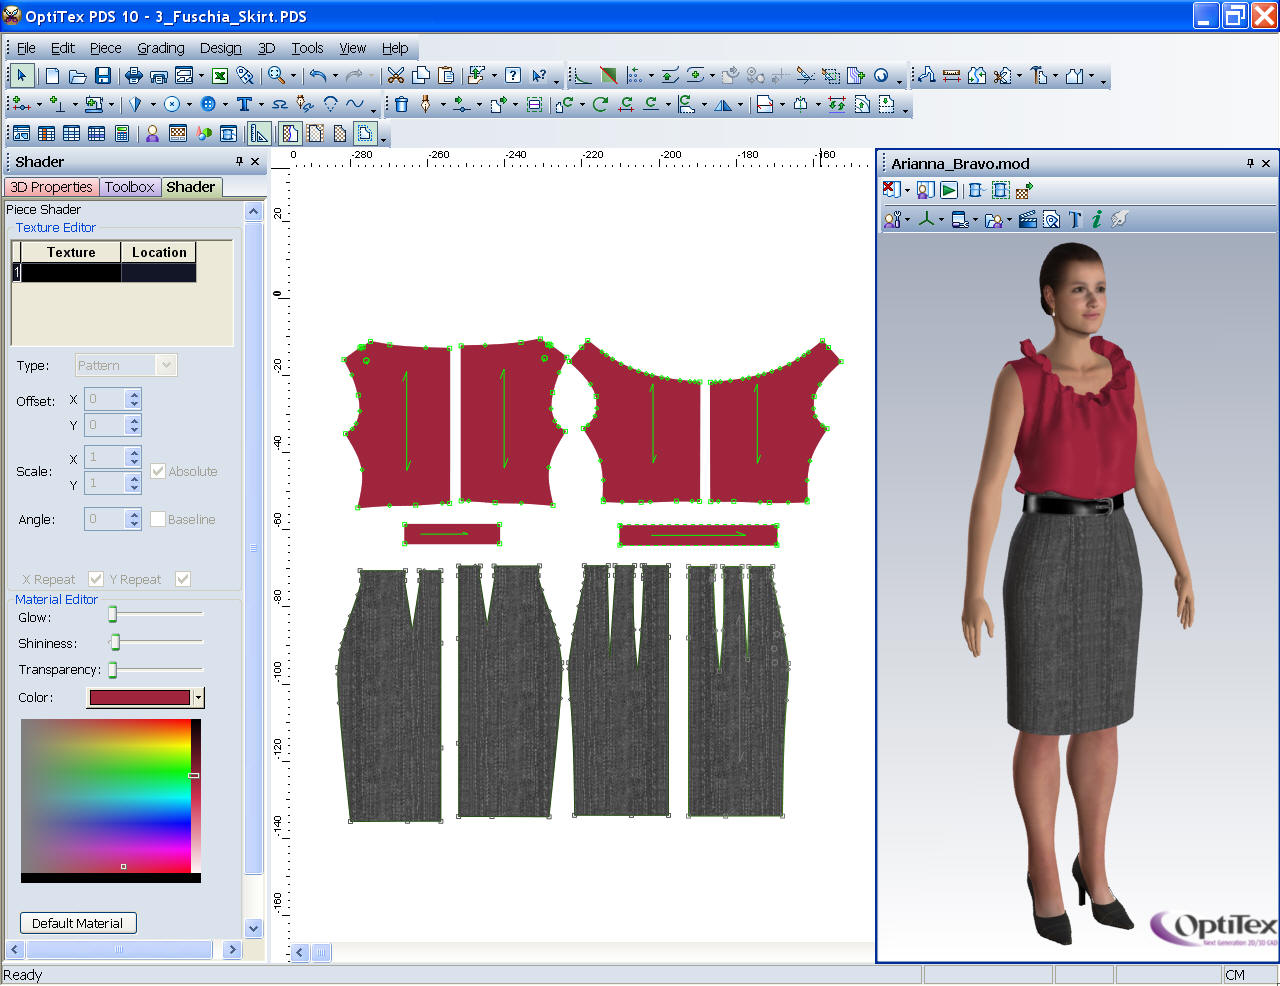 OptiTex PDS 10 - 3_Fuschia_Skirt.PDS
File Edit Piece Grading Design 3D Tools View Help
Shader
3D Properties Toolbox Shader
Piece Shader
Texture Editor
Texture Location
1
Type: Pattern
Offset: X 0
Y 0
Scale: X 1
Y 1
Absolute
Angle: 0 Baseline
X Repeat Y Repeat
Material Editor
Glow:
Shininess:
Transparency:
Color:
Default Material
0 -280 -260 -240 -220 -200 -180 -160
20
0
-20
-40
-60
-80
-100
-120
-140
-160
Arianna_Bravo.mod
OptiTex
Next Generation 2D/3D CAD
Ready
CM